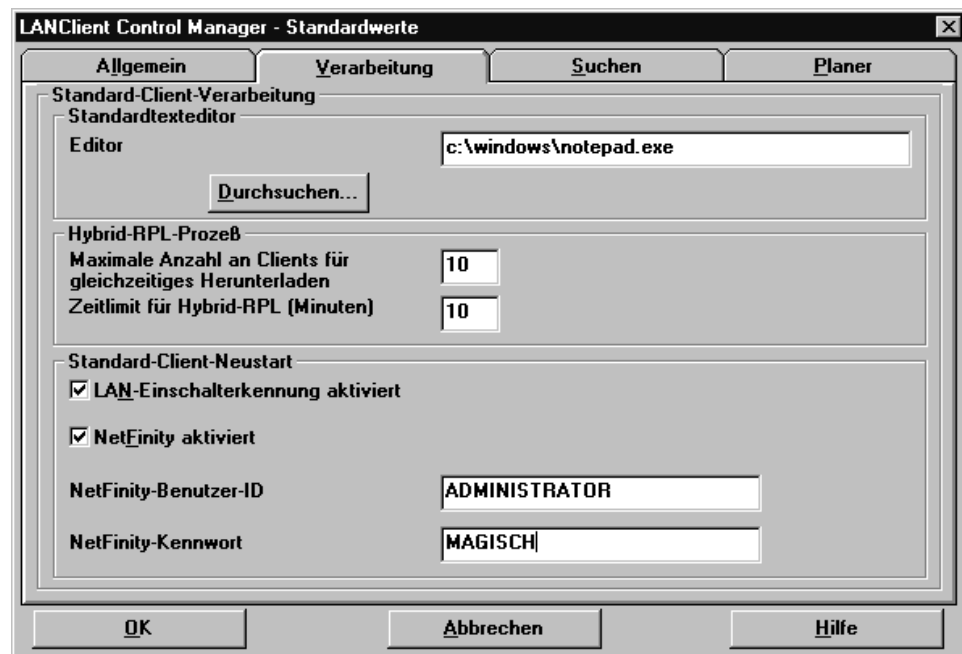 LANClient Control Manager - Standardwerte
Allgemein
Verarbeitung
Suchen
Planer
Standard-Client-Verarbeitung
Standardtexteditor
Editor
c:\windows\notepad.exe
Durchsuchen...
Hybrid-RPL-Prozeß
Maximale Anzahl an Clients für
gleichzeitiges Herunterladen
10
Zeitlimit für Hybrid-RPL (Minuten)
10
Standard-Client-Neustart
LAN-Einschalterkennung aktiviert
NetFinity aktiviert
NetFinity-Benutzer-ID
ADMINISTRATOR
NetFinity-Kennwort
MAGISCH
OK
Abbrechen
Hilfe